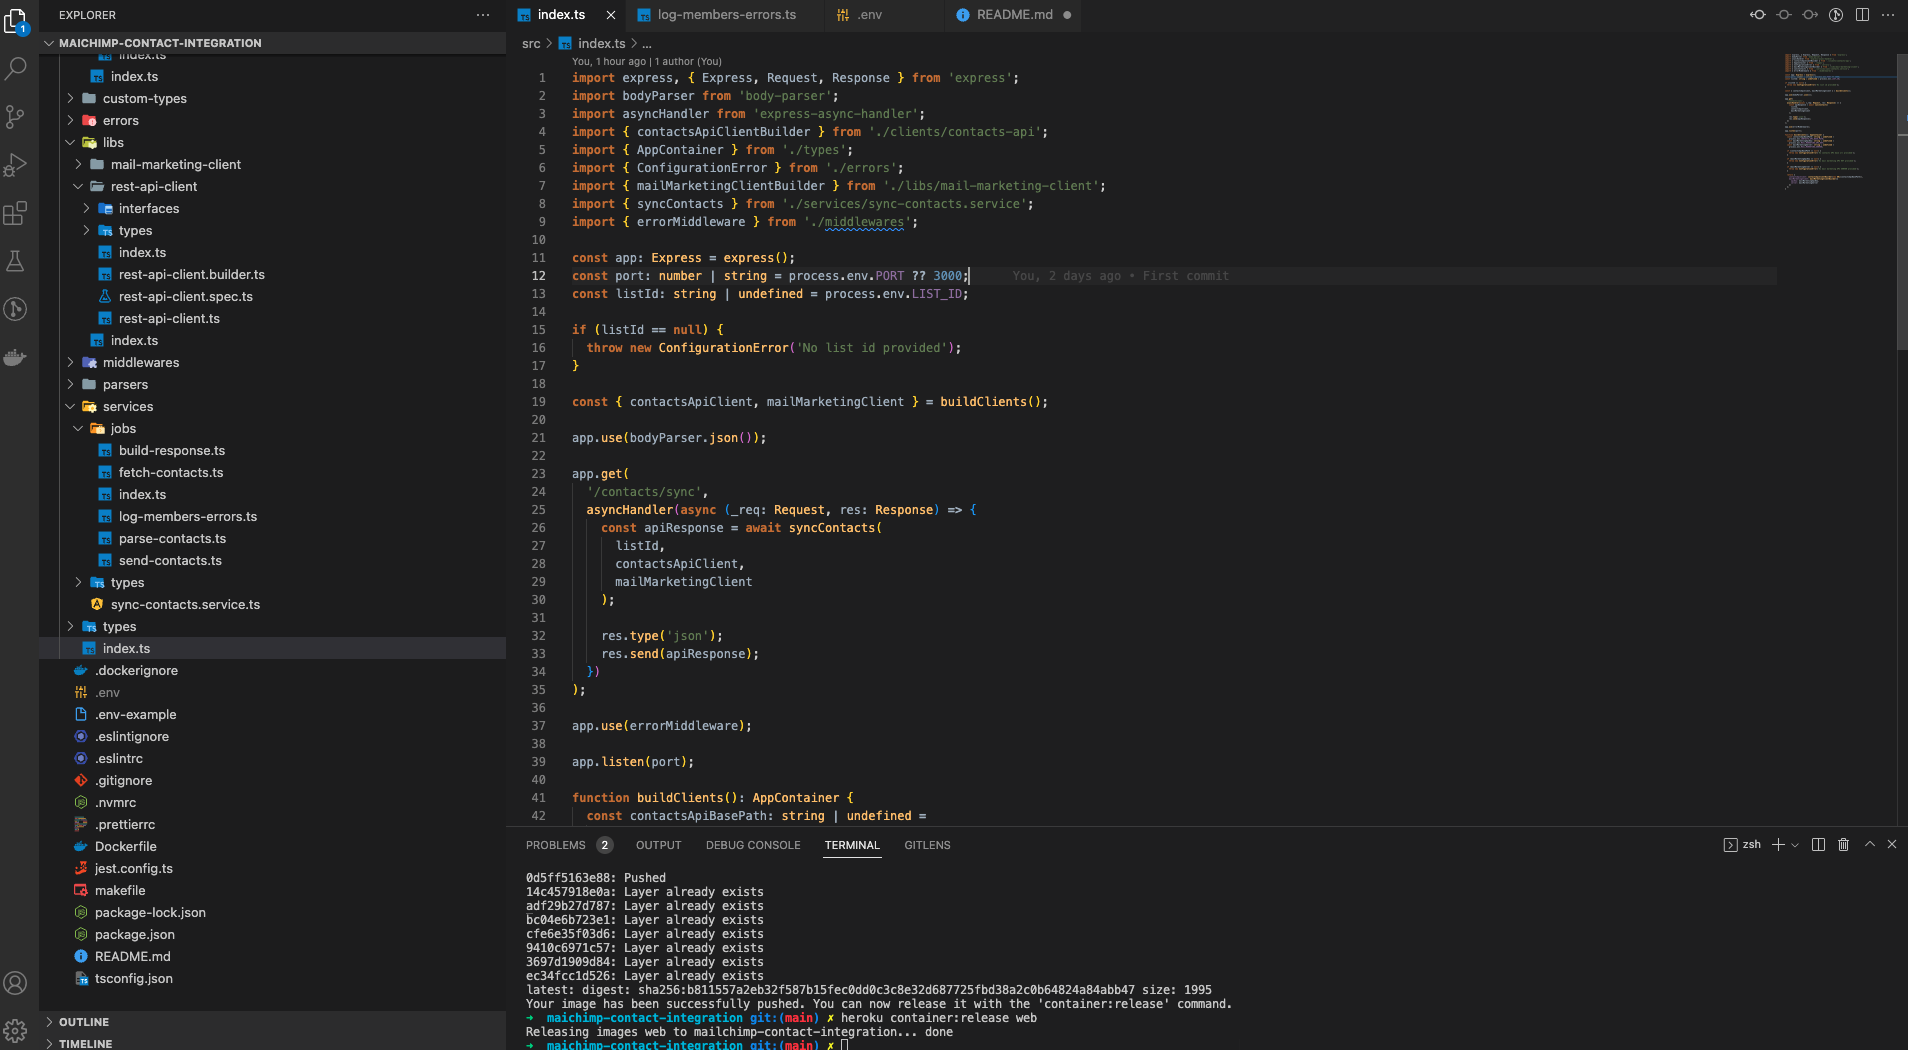 EXPLORER
MAICHIMP-CONTACT-INTEGRATION
index.ts
index.ts
custom-types
errors
libs
mail-marketing-client
rest-api-client
interfaces
types
index.ts
rest-api-client.builder.ts
rest-api-client.spec.ts
rest-api-client.ts
index.ts
middlewares
parsers
services
jobs
build-response.ts
fetch-contacts.ts
index.ts
log-members-errors.ts
parse-contacts.ts
send-contacts.ts
types
sync-contacts.service.ts
types
index.ts
.dockerignore
.env
.env-example
.eslintignore
.eslintrc
.gitignore
.nvmrc
.prettierrc
Dockerfile
jest.config.ts
makefile
package-lock.json
package.json
README.md
tsconfig.json
OUTLINE
TIMELINE
index.ts log-members-errors.ts .env README.md
src > index.ts > ...
You, 1 hour ago | 1 author (You)
1 import express, { Express, Request, Response } from 'express';
2 import bodyParser from 'body-parser';
3 import asyncHandler from 'express-async-handler';
4 import { contactsApiClientBuilder } from './clients/contacts-api';
5 import { AppContainer } from './types';
6 import { ConfigurationError } from './errors';
7 import { mailMarketingClientBuilder } from './libs/mail-marketing-client';
8 import { syncContacts } from './services/sync-contacts.service';
9 import { errorMiddleware } from './middlewares';
10
11 const app: Express = express();
12 const port: number | string = process.env.PORT ?? 3000; You, 2 days ago • First commit
13 const listId: string | undefined = process.env.LIST_ID;
14
15 if (listId == null) {
16 throw new ConfigurationError('No list id provided');
17 }
18
19 const { contactsApiClient, mailMarketingClient } = buildClients();
20
21 app.use(bodyParser.json());
22
23 app.get(
24 '/contacts/sync',
25 asyncHandler(async (_req: Request, res: Response) => {
26 const apiResponse = await syncContacts(
27 listId,
28 contactsApiClient,
29 mailMarketingClient
30 );
31
32 res.type('json');
33 res.send(apiResponse);
34 })
35 );
36
37 app.use(errorMiddleware);
38
39 app.listen(port);
40
41 function buildClients(): AppContainer {
42 const contactsApiBasePath: string | undefined =
PROBLEMS 2 OUTPUT DEBUG CONSOLE TERMINAL GITLENS zsh
0d5ff5163e88: Pushed
14c457918e0a: Layer already exists
adf29b27d787: Layer already exists
bc04e6b723e1: Layer already exists
cfe6e35f03d6: Layer already exists
9410c6971c57: Layer already exists
3697d1909d84: Layer already exists
ec34fcc1d526: Layer already exists
latest: digest: sha256:b811557a2eb32f587b15fec0dd0c3c8e32d687725fbd38a2c0b64824a84abb47 size: 1995
Your image has been successfully pushed. You can now release it with the 'container:release' command.
→ maichimp-contact-integration git:(main) ✗ heroku container:release web
Releasing images web to mailchimp-contact-integration... done
→ maichimp-contact-integration git:(main) ✗